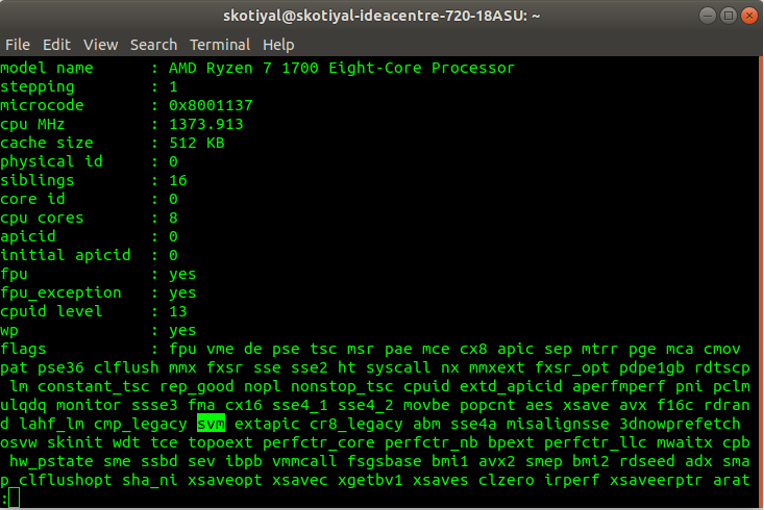 skotiyal@skotiyal-ideacentre-720-18ASU: ~
File Edit View Search Terminal Help
model name : AMD Ryzen 7 1700 Eight-Core Processor
stepping : 1
microcode : 0x8001137
cpu MHz : 1373.913
cache size : 512 KB
physical id : 0
siblings : 16
core id : 0
cpu cores : 8
apicid : 0
initial apicid : 0
fpu : yes
fpu_exception : yes
cpuid level : 13
wp : yes
flags : fpu vme de pse tsc msr pae mce cx8 apic sep mtrr pge mca cmov
pat pse36 clflush mmx fxsr sse sse2 ht syscall nx mmxext fxsr_opt pdpe1gb rdtscp
lm constant_tsc rep_good nopl nonstop_tsc cpuid extd_apicid aperfmperf pni pclm
ulqdq monitor ssse3 fma cx16 sse4_1 sse4_2 movbe popcnt aes xsave avx f16c rdran
d lahf_lm cmp_legacy svm extapic cr8_legacy abm sse4a misalignsse 3dnowprefetch
osvw skinit wdt tce topoext perfctr_core perfctr_nb bpext perfctr_llc mwaitx cpb
hw_pstate sme ssbd sev ibpb vmmcall fsgsbase bmi1 avx2 smep bmi2 rdseed adx sma
p clflushopt sha_ni xsaveopt xsavec xgetbv1 xsaves clzero irperf xsaveerptr arat
: